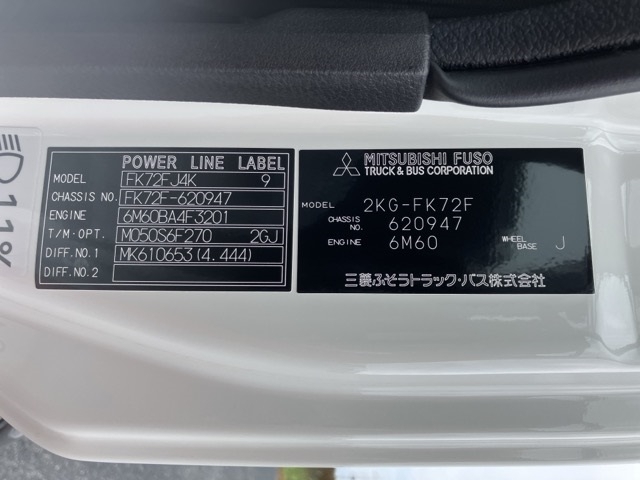 POWER LINE LABEL
MODEL FK72FJ4K 9
CHASSIS NO. FK72F-620947
ENGINE 6M60BA4F3201
T/M·OPT. M050S6F270 2GJ
DIFF.NO.1 MK610653(4.444)
DIFF.NO.2
MITSUBISHI FUSO
TRUCK & BUS CORPORATION
MODEL 2KG-FK72F
CHASSIS NO. 620947
ENGINE 6M60 WHEEL BASE J
三菱ふそうトラック・バス株式会社
11%